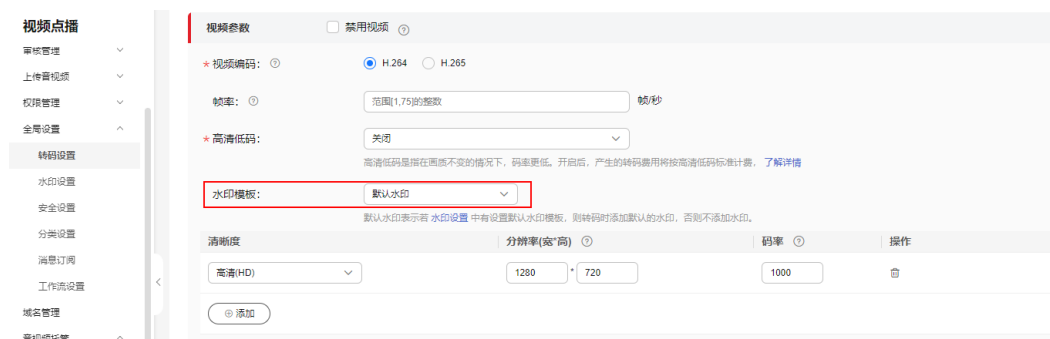 视频点播
审核管理
上传音视频
权限管理
全局设置
转码设置
水印设置
安全设置
分类设置
消息订阅
工作流设置
域名管理
音视频托管
视频参数 禁用视频
* 视频编码： H.264 H.265
帧率： 范围[1,75]的整数 帧/秒
* 高清低码： 关闭
高清低码是指在画质不变的情况下，码率更低。开启后，产生的转码费用将按高清低码标准计费， 了解详情
水印模板： 默认水印
默认水印表示若 水印设置 中有设置默认水印模板，则转码时添加默认的水印，否则不添加水印。
清晰度 分辨率(宽*高) 码率 操作
高清(HD) 1280 * 720 1000
添加